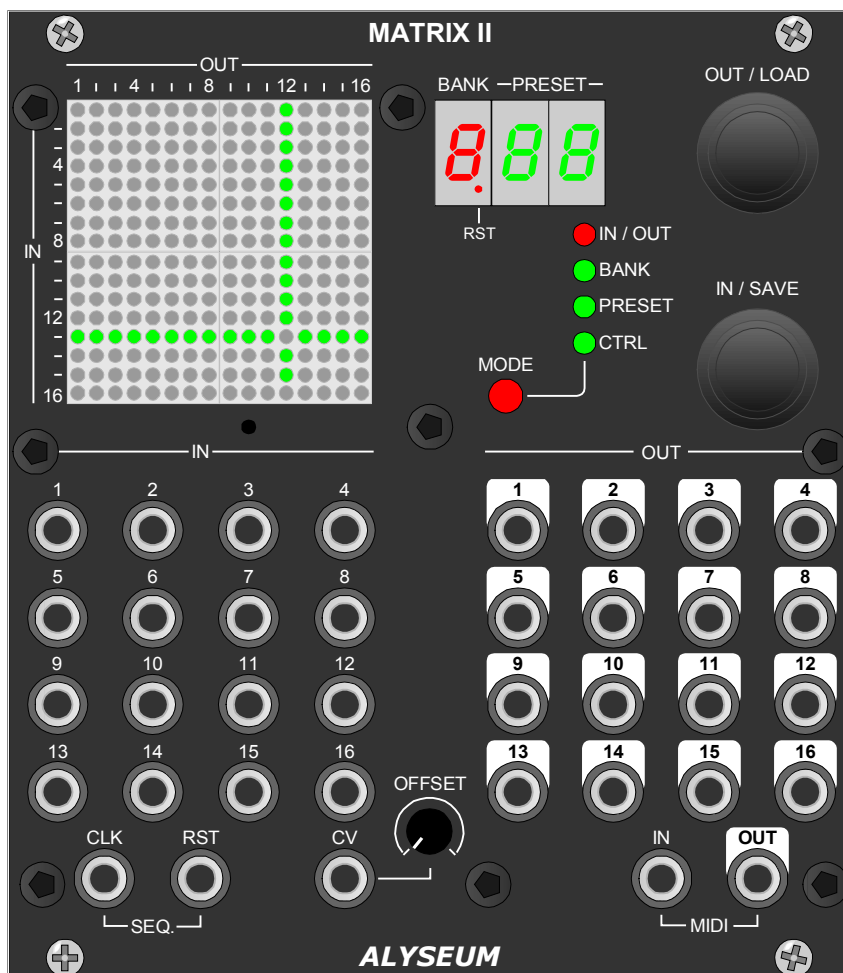 MATRIX II
OUT
1 8 12 16
IN
4
8
12
16
BANK PRESET
8.88
RST
OUT / LOAD
IN / OUT
BANK
PRESET
CTRL
MODE
IN / SAVE
IN
1 2 3 4
5 6 7 8
9 10 11 12
13 14 15 16
OUT
1 2 3 4
5 6 7 8
9 10 11 12
13 14 15 16
OFFSET
CLK RST CV
SEQ.
IN OUT
MIDI
ALYSEUM